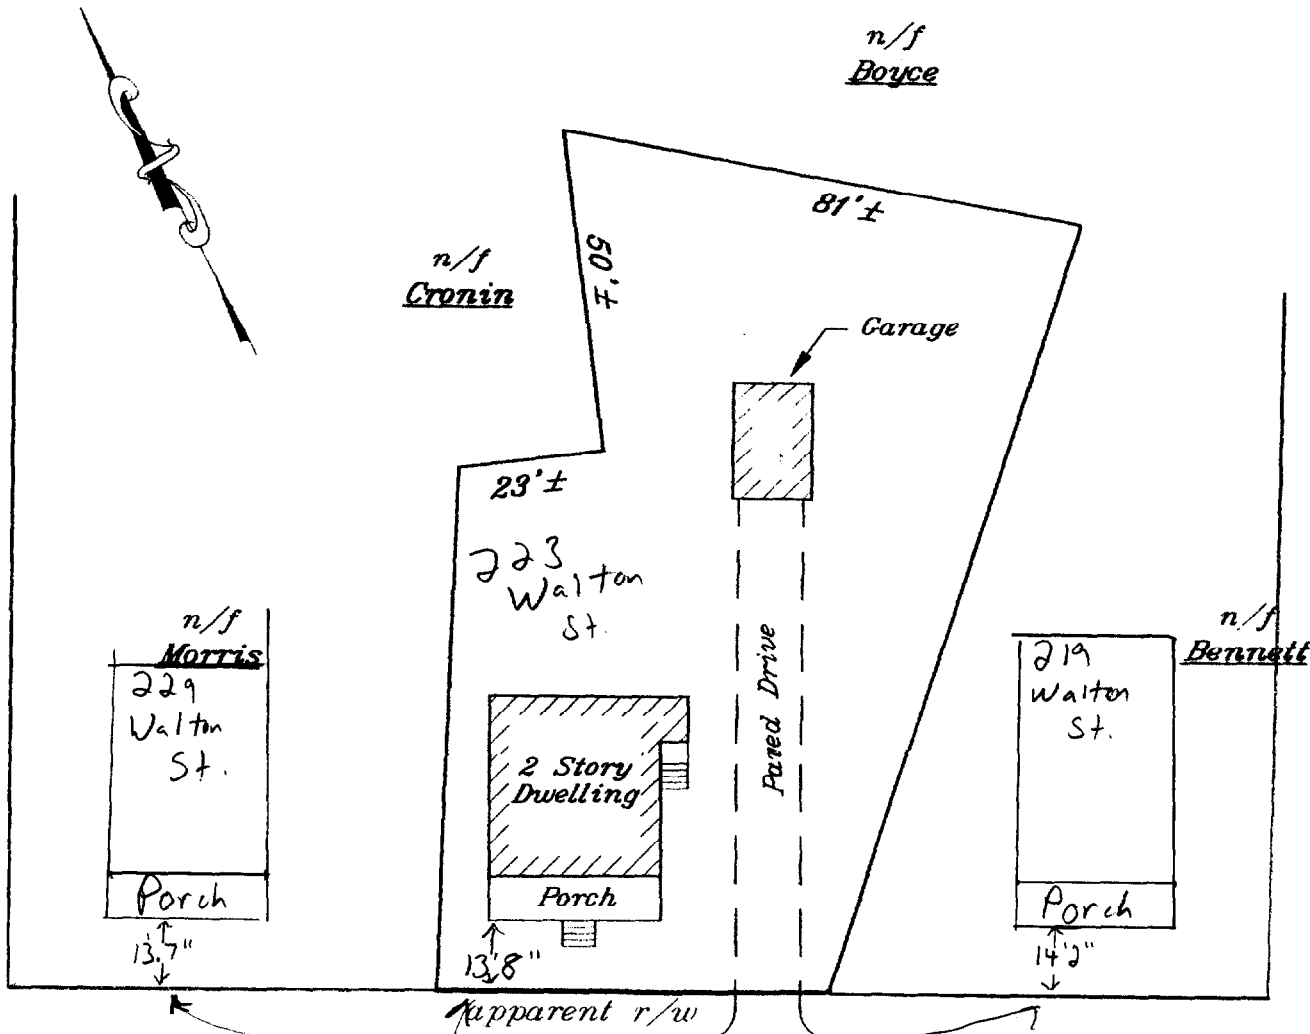 n/f
Boyce
81'±
50'±
n/f
Cronin
Garage
23'±
223
Walton
St.
n/f
Morris
229
Walton
St.
Porch
13'7"
2 Story
Dwelling
Porch
13'8"
Paved Drive
n/f
Bennett
219
Walton
St.
Porch
14'2"
apparent r/w